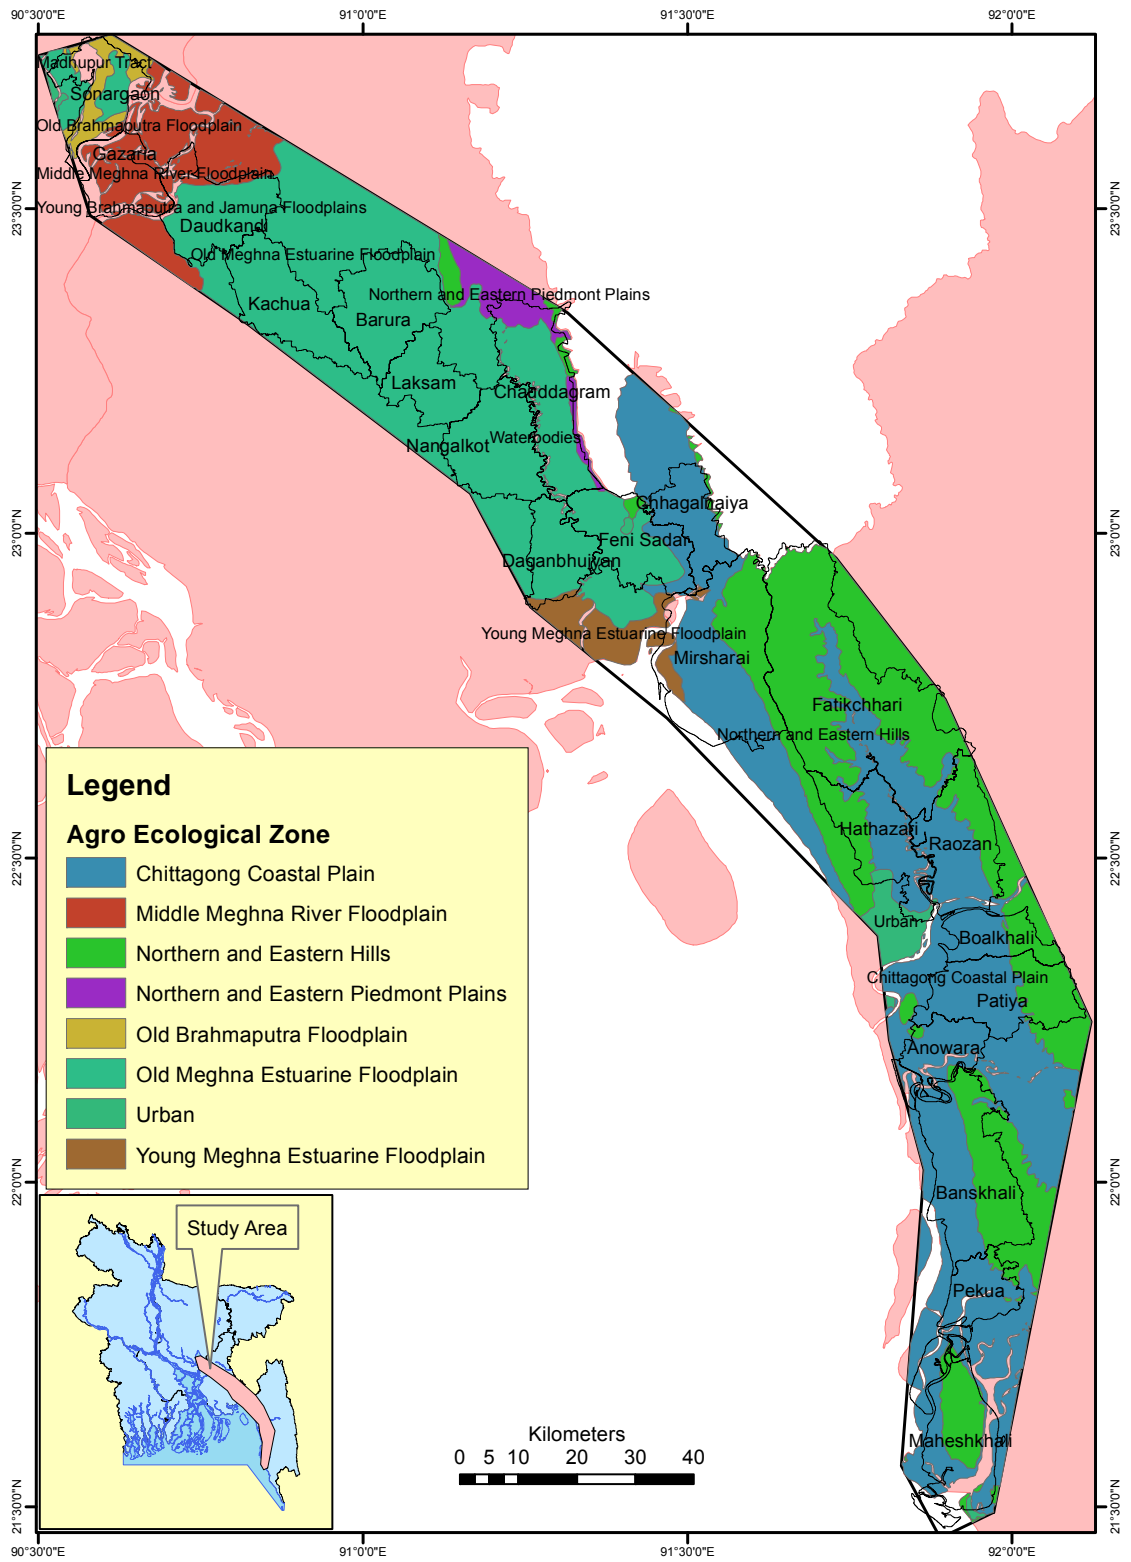 90°30'0"E
91°0'0"E
91°30'0"E
92°0'0"E
Madhupur Tract
Sonargaon
Old Brahmaputra Floodplain
Gazaria
Middle Meghna River Floodplain
Young Brahmaputra and Jamuna Floodplains
23°30'0"N
23°30'0"N
Daudkandi
Old Meghna Estuarine Floodplain
Northern and Eastern Piedmont Plains
Kachua
Barura
Laksam
Chauddagram
Nangalkot
Waterbodies
Chhagalnaiya
23°0'0"N
23°0'0"N
Feni Sadar
Daganbhuiyan
Young Meghna Estuarine Floodplain
Mirsharai
Fatikchhari
Northern and Eastern Hills
Hathazari
Raozan
22°30'0"N
22°30'0"N
Urban
Boalkhali
Chittagong Coastal Plain
Patiya
Anowara
Banskhali
22°0'0"N
22°0'0"N
Pekua
Maheshkhali
21°30'0"N
21°30'0"N
Legend
Agro Ecological Zone
Chittagong Coastal Plain
Middle Meghna River Floodplain
Northern and Eastern Hills
Northern and Eastern Piedmont Plains
Old Brahmaputra Floodplain
Old Meghna Estuarine Floodplain
Urban
Young Meghna Estuarine Floodplain
Study Area
Kilometers
0 5 10 20 30 40
90°30'0"E
91°0'0"E
91°30'0"E
92°0'0"E